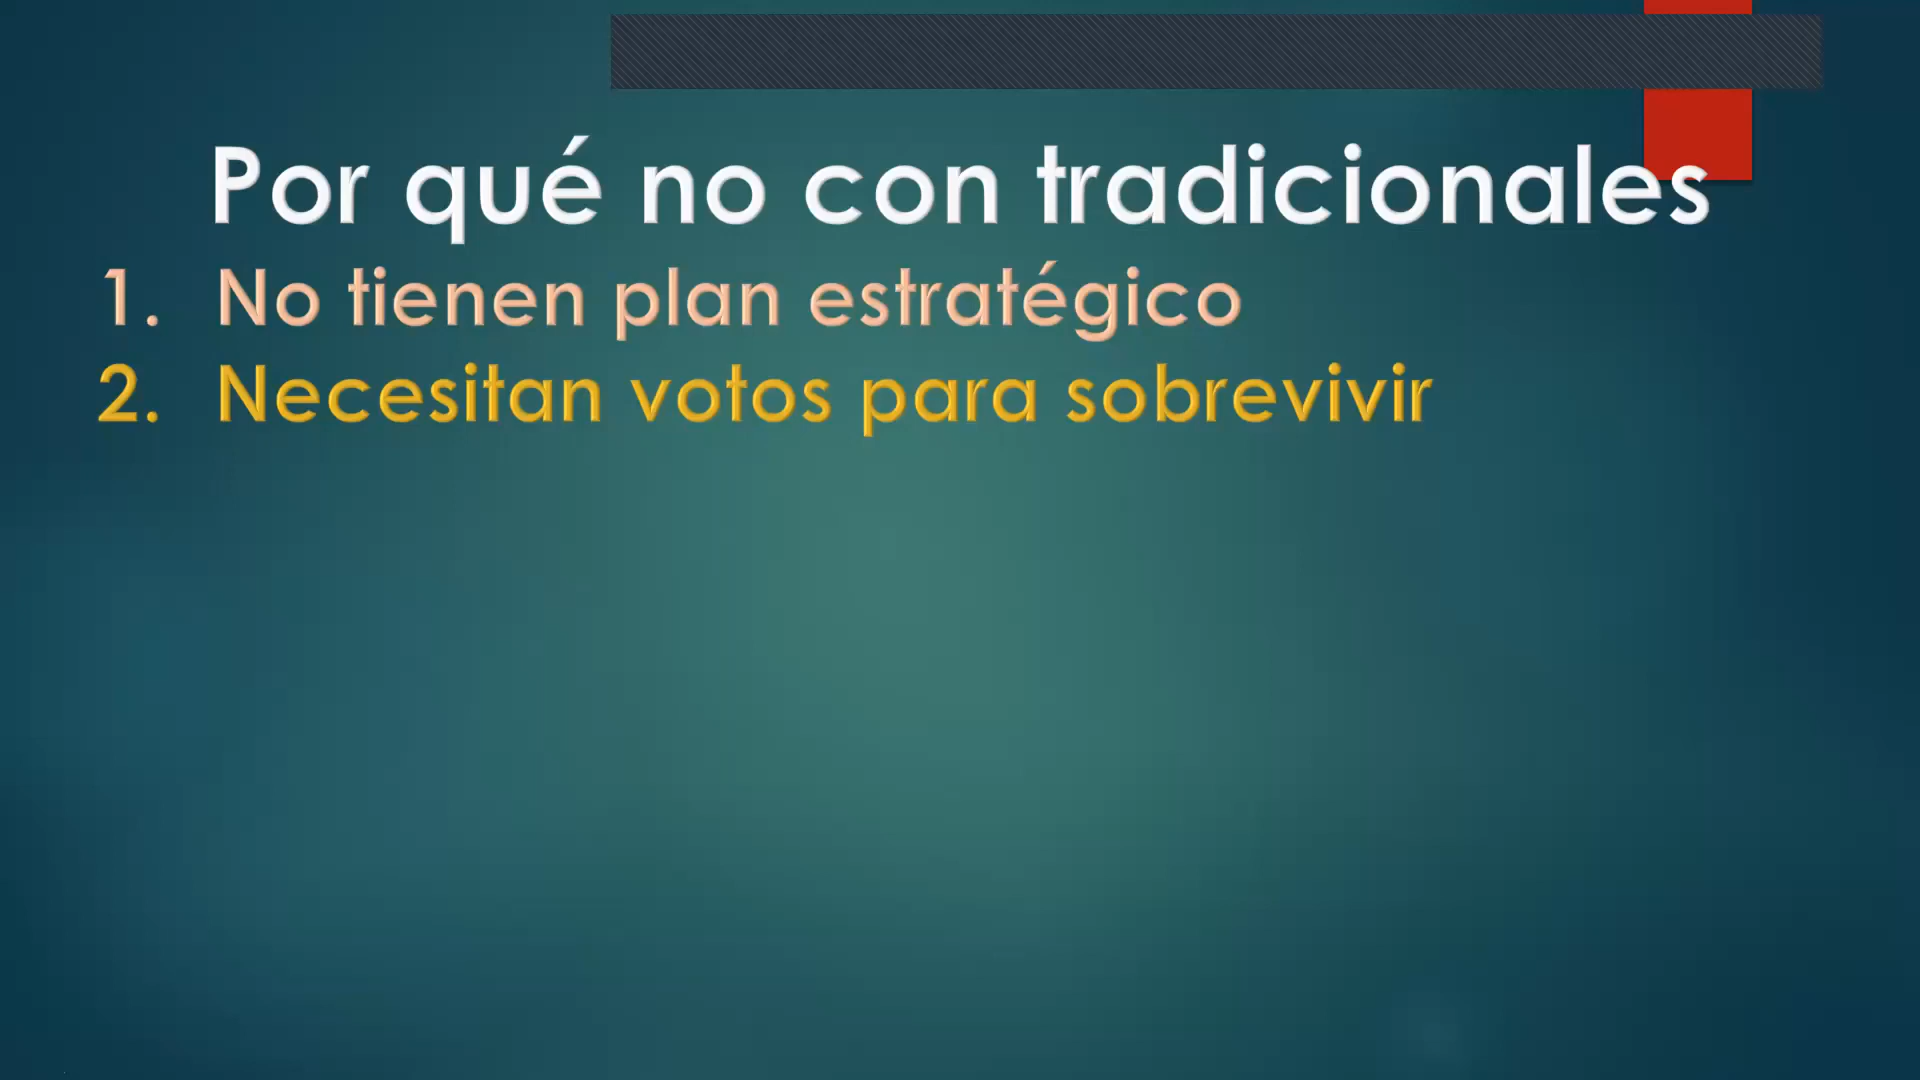 Por qué no con tradicionales
1. No tienen plan estratégico
2. Necesitan votos para sobrevivir